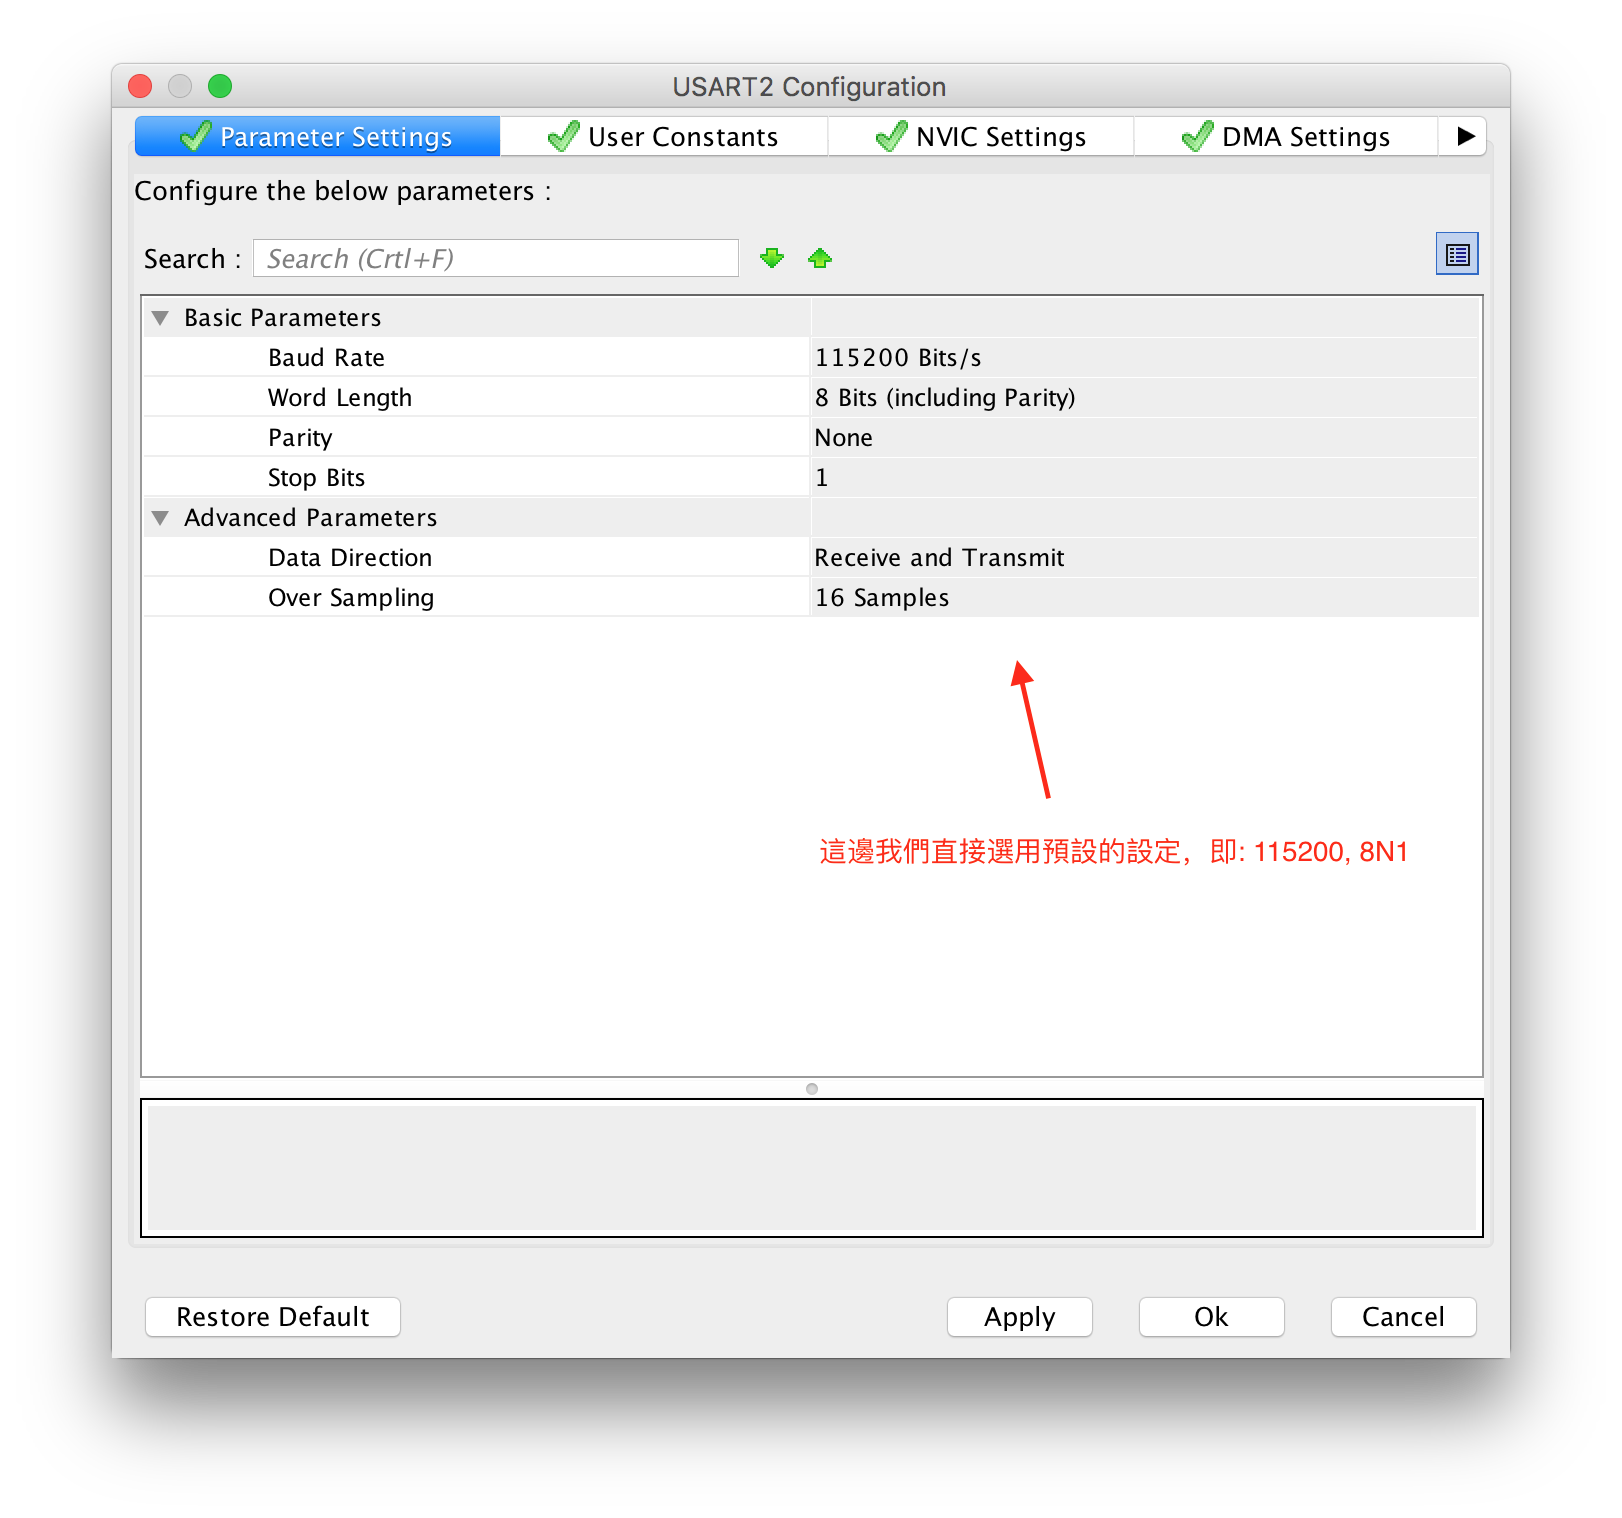 USART2 Configuration
Parameter Settings
User Constants
NVIC Settings
DMA Settings
Configure the below parameters :
Search : Search (CrtI+F)
Basic Parameters
Baud Rate 115200 Bits/s
Word Length 8 Bits (including Parity)
Parity None
Stop Bits 1
Advanced Parameters
Data Direction Receive and Transmit
Over Sampling 16 Samples
這邊我們直接選用預設的設定，即: 115200, 8N1
Restore Default
Apply
Ok
Cancel